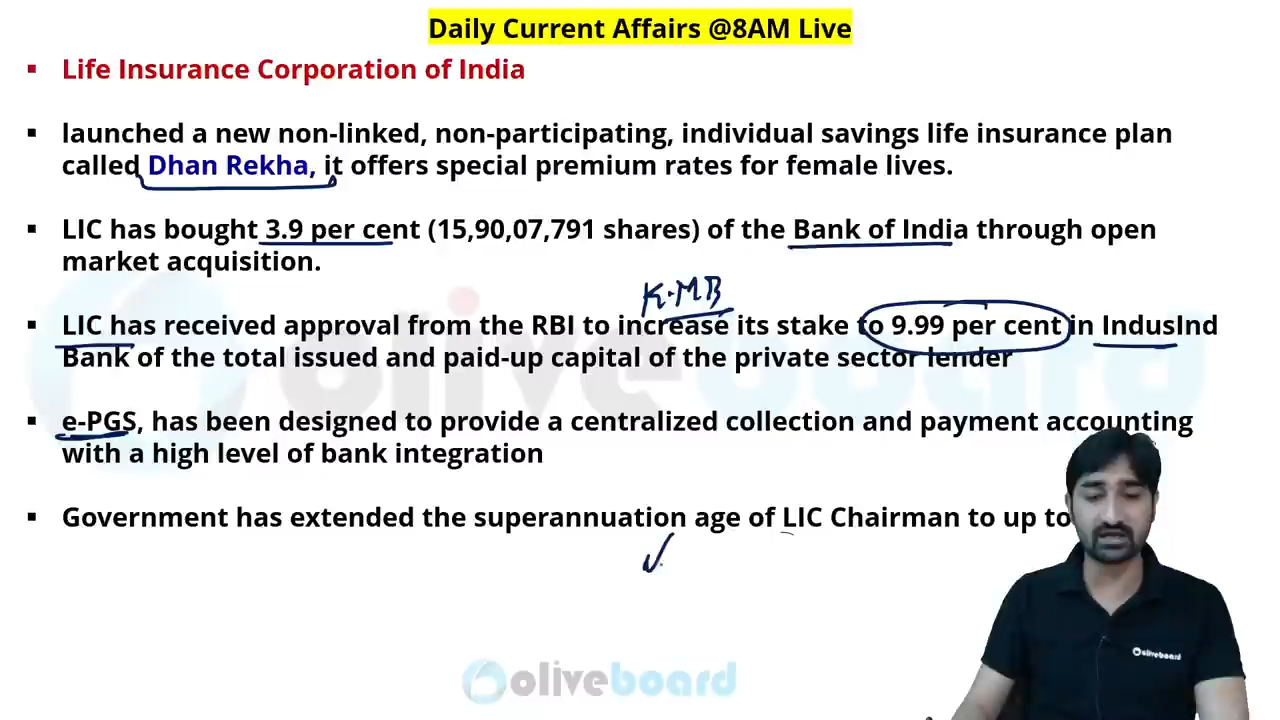 Daily Current Affairs @8AM Live
▪ Life Insurance Corporation of India
▪ launched a new non-linked, non-participating, individual savings life insurance plan
called Dhan Rekha, it offers special premium rates for female lives.
▪ LIC has bought 3.9 per cent (15,90,07,791 shares) of the Bank of India through open
market acquisition.
K.MB
▪ LIC has received approval from the RBI to increase its stake to 9.99 per cent in IndusInd
Bank of the total issued and paid-up capital of the private sector lender
▪ e-PGS, has been designed to provide a centralized collection and payment accounting
with a high level of bank integration
▪ Government has extended the superannuation age of LIC Chairman to up to
oliveboard
oliveboard
oliveboard